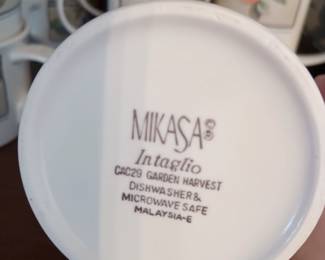 MIKASA®
Intaglio
CAC29 GARDEN HARVEST
DISHWASHER &
MICROWAVE SAFE
MALAYSIA-E